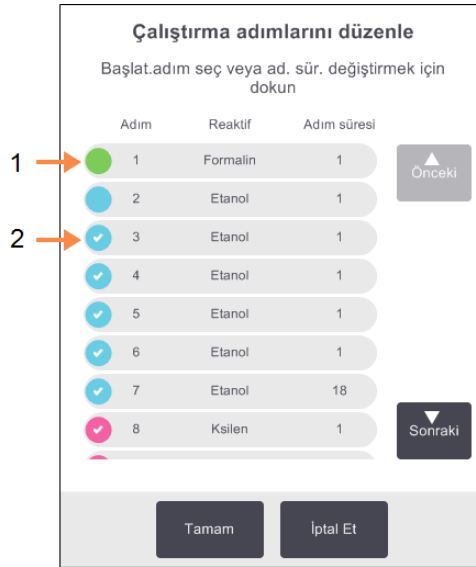 Çalıştırma adımlarını düzenle
Başlat.adım seç veya ad. sür. değiştirmek için
dokun
Adım Reaktif Adım süresi
1 1 Formalin 1
Önceki
2 Etanol 1
2 3 Etanol 1
4 Etanol 1
5 Etanol 1
6 Etanol 1
7 Etanol 18
8 Ksilen 1
Sonraki
Tamam İptal Et